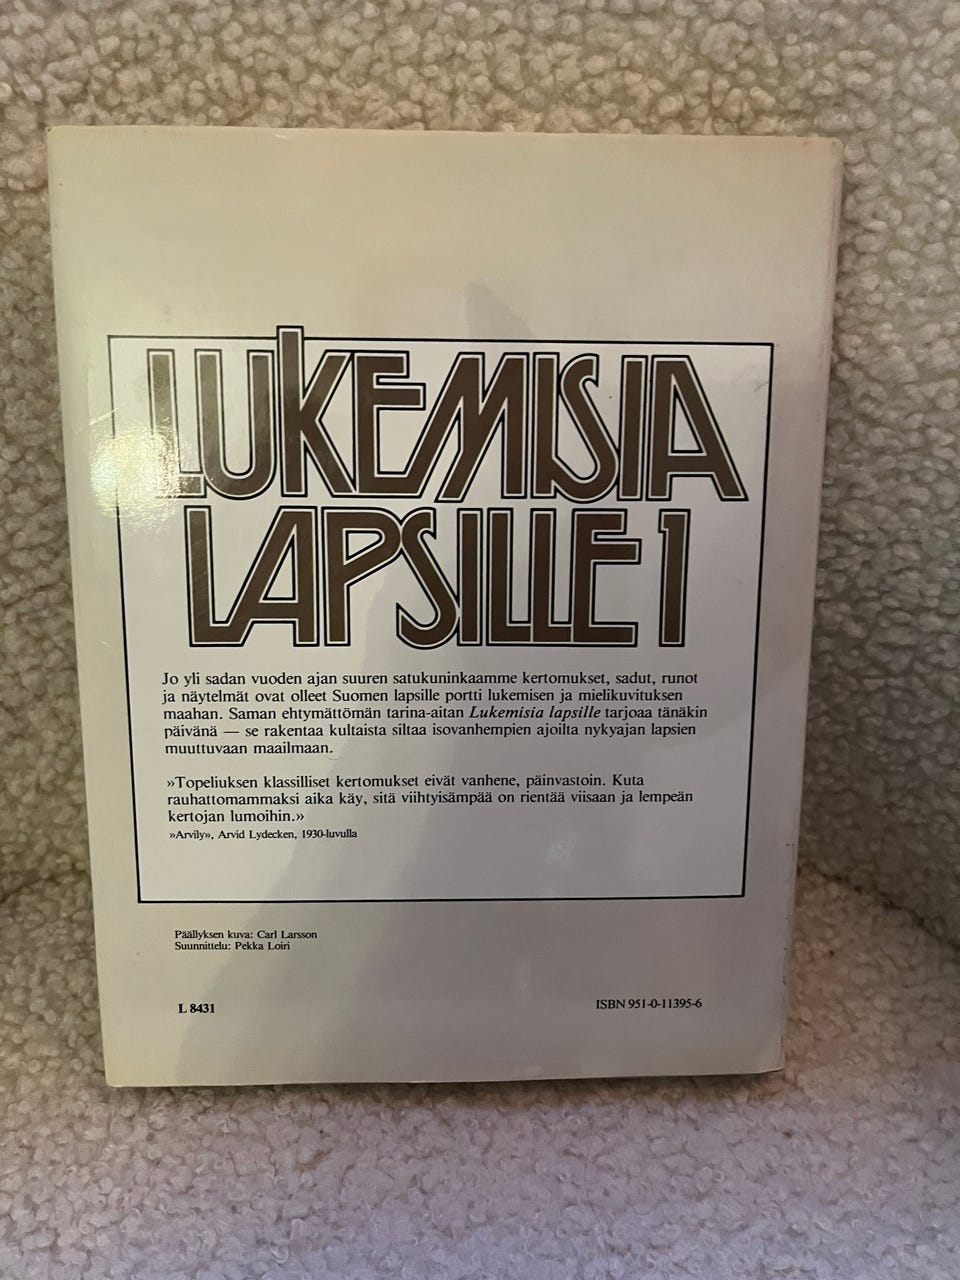 LUKEMISIA
LAPSILLE 1
Jo yli sadan vuoden ajan suuren satukuninkaamme kertomukset, sadut, runot
ja näytelmät ovat olleet Suomen lapsille portti lukemisen ja mielikuvituksen
maahan. Saman ehtymättömän tarina-aitan Lukemisia lapsille tarjoaa tänäkin
päivänä — se rakentaa kultaista siltaa isovanhempien ajoilta nykyajan lapsien
muuttuvaan maailmaan.
»Topeliuksen klassilliset kertomukset eivät vanhene, päinvastoin. Kuta
rauhattomammaksi aika käy, sitä viihtyisämpää on rientää viisaan ja lempeän
kertojan lumoihin.»
»Arvily», Arvid Lydecken, 1930-luvulla
Päällyksen kuva: Carl Larsson
Suunnittelu: Pekka Loiri
L 8431
ISBN 951-0-11395-6